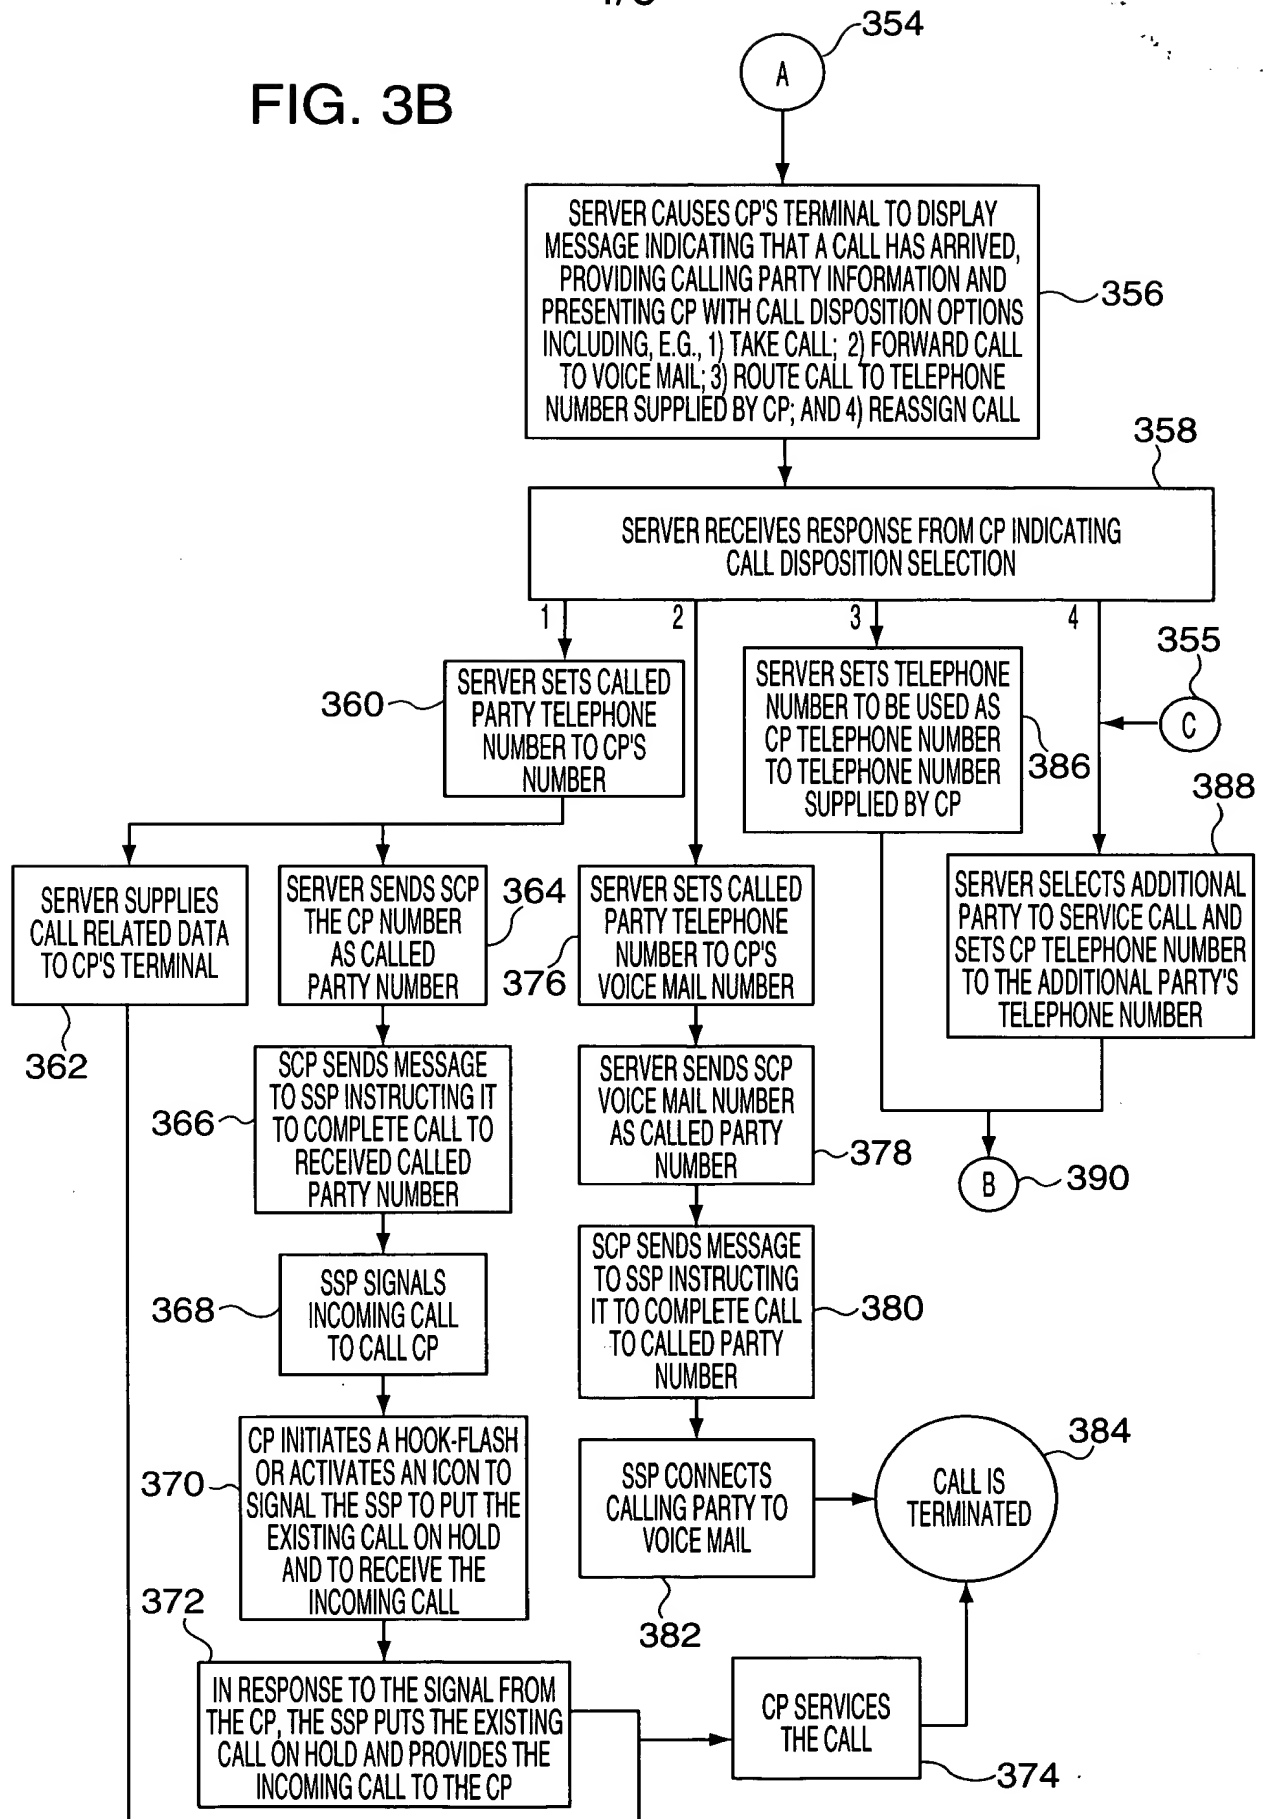 354
A
FIG. 3B
SERVER CAUSES CP'S TERMINAL TO DISPLAY
MESSAGE INDICATING THAT A CALL HAS ARRIVED,
PROVIDING CALLING PARTY INFORMATION AND
PRESENTING CP WITH CALL DISPOSITION OPTIONS
INCLUDING, E.G., 1) TAKE CALL; 2) FORWARD CALL
TO VOICE MAIL; 3) ROUTE CALL TO TELEPHONE
NUMBER SUPPLIED BY CP; AND 4) REASSIGN CALL
356
358
SERVER RECEIVES RESPONSE FROM CP INDICATING
CALL DISPOSITION SELECTION
1
2
3
4
355
C
360
SERVER SETS CALLED
PARTY TELEPHONE
NUMBER TO CP'S
NUMBER
SERVER SETS TELEPHONE
NUMBER TO BE USED AS
CP TELEPHONE NUMBER
TO TELEPHONE NUMBER
SUPPLIED BY CP
386
388
SERVER SUPPLIES
CALL RELATED DATA
TO CP'S TERMINAL
362
SERVER SENDS SCP
THE CP NUMBER
AS CALLED
PARTY NUMBER
364
376
SERVER SETS CALLED
PARTY TELEPHONE
NUMBER TO CP'S
VOICE MAIL NUMBER
SERVER SELECTS ADDITIONAL
PARTY TO SERVICE CALL AND
SETS CP TELEPHONE NUMBER
TO THE ADDITIONAL PARTY'S
TELEPHONE NUMBER
366
SCP SENDS MESSAGE
TO SSP INSTRUCTING IT
TO COMPLETE CALL TO
RECEIVED CALLED
PARTY NUMBER
SERVER SENDS SCP
VOICE MAIL NUMBER
AS CALLED PARTY
NUMBER
378
B
390
368
SSP SIGNALS
INCOMING CALL
TO CALL CP
SCP SENDS MESSAGE
TO SSP INSTRUCTING
IT TO COMPLETE CALL
TO CALLED PARTY
NUMBER
380
370
CP INITIATES A HOOK-FLASH
OR ACTIVATES AN ICON TO
SIGNAL THE SSP TO PUT THE
EXISTING CALL ON HOLD
AND TO RECEIVE THE
INCOMING CALL
SSP CONNECTS
CALLING PARTY TO
VOICE MAIL
382
384
CALL IS
TERMINATED
372
IN RESPONSE TO THE SIGNAL FROM
THE CP, THE SSP PUTS THE EXISTING
CALL ON HOLD AND PROVIDES THE
INCOMING CALL TO THE CP
CP SERVICES
THE CALL
374